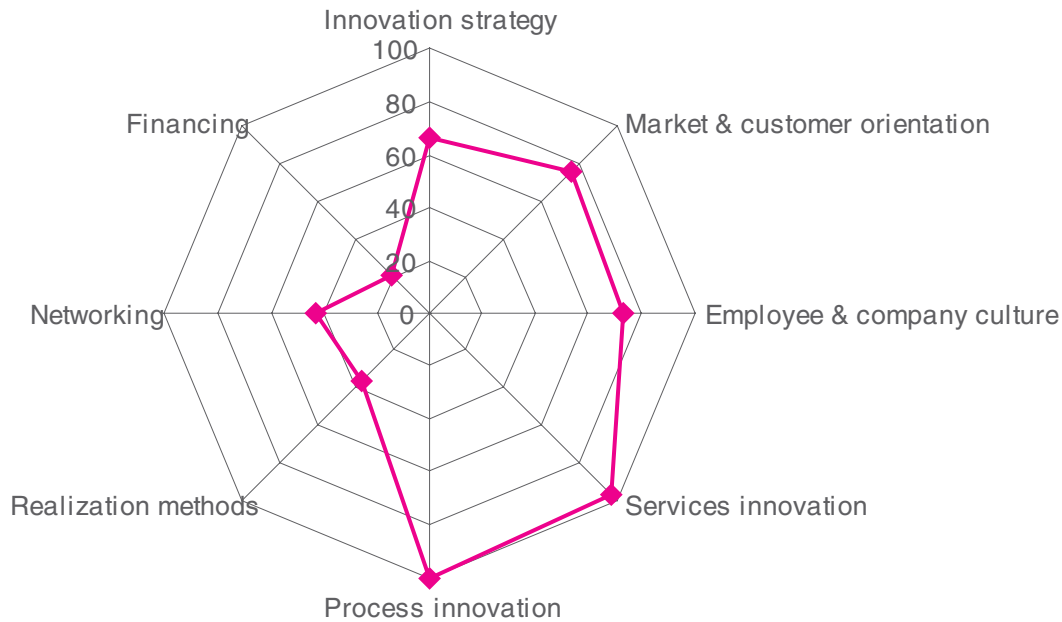 Innovation strategy
100
Financing
80
Market & customer orientation
60
40
20
Networking
0
Employee & company culture
Realization methods
Services innovation
Process innovation